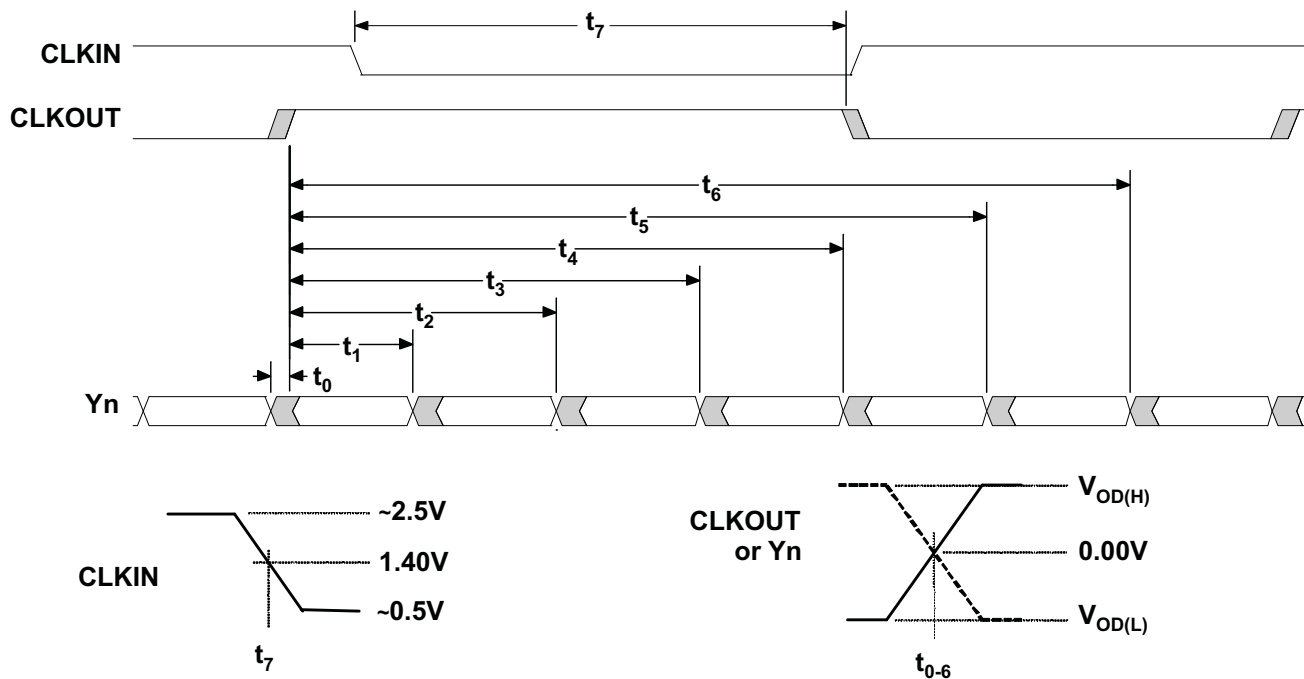 t7
CLKIN
CLKOUT
t6
t5
t4
t3
t2
t1
t0
Yn
~2.5V
1.40V
~0.5V
CLKIN
t7
CLKOUT
or Yn
VOD(H)
0.00V
VOD(L)
t0-6